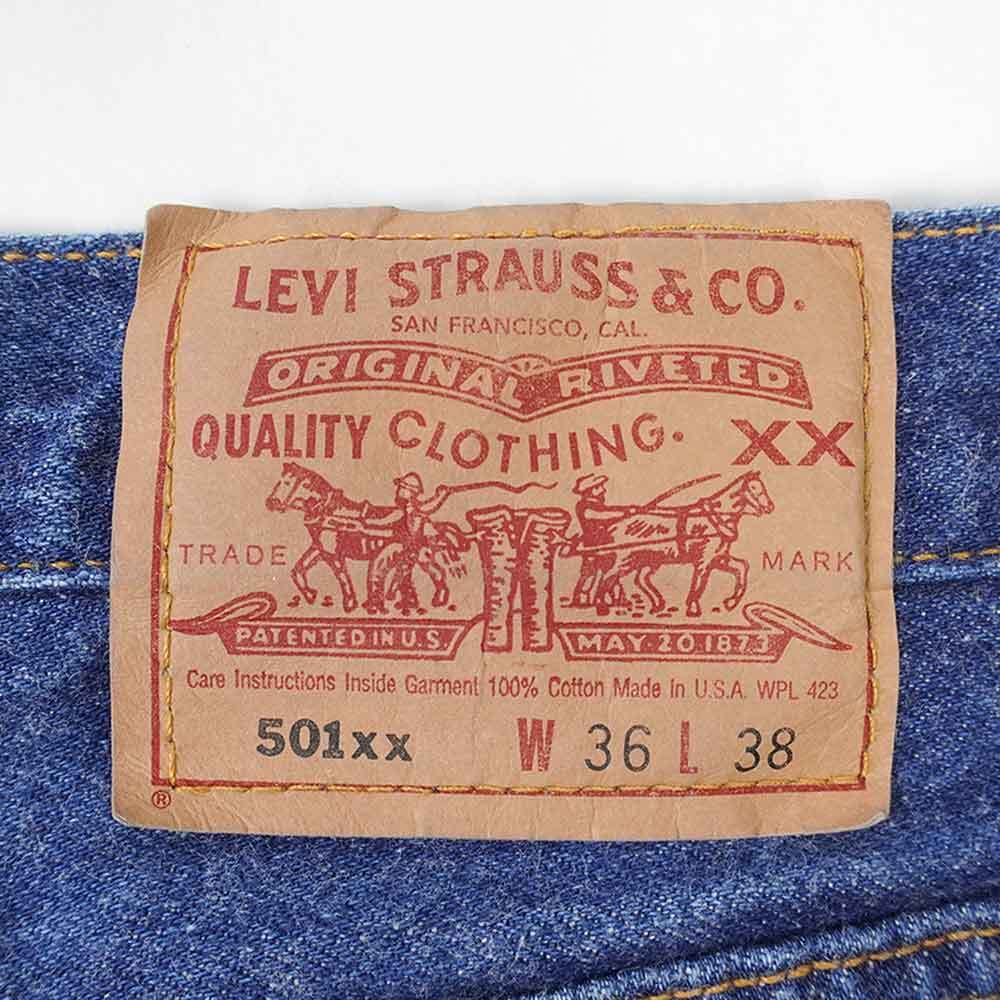 LEVI STRAUSS & CO.
SAN FRANCISCO, CAL.
ORIGINAL RIVETED
QUALITY CLOTHING. XX
TRADE MARK
PATENTED IN U.S. MAY 20 1873
Care Instructions Inside Garment 100% Cotton Made in U.S.A. WPL 423
501xx W 36 L 38
®